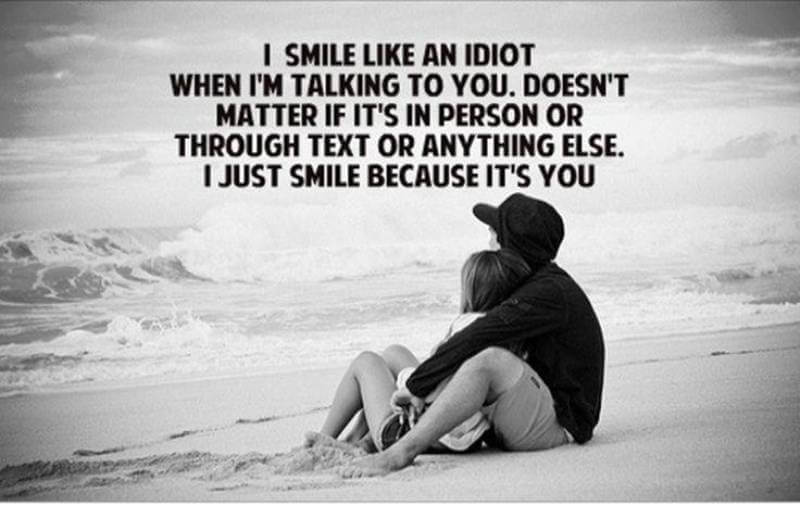 I SMILE LIKE AN IDIOT
WHEN I'M TALKING TO YOU. DOESN'T
MATTER IF IT'S IN PERSON OR
THROUGH TEXT OR ANYTHING ELSE.
I JUST SMILE BECAUSE IT'S YOU